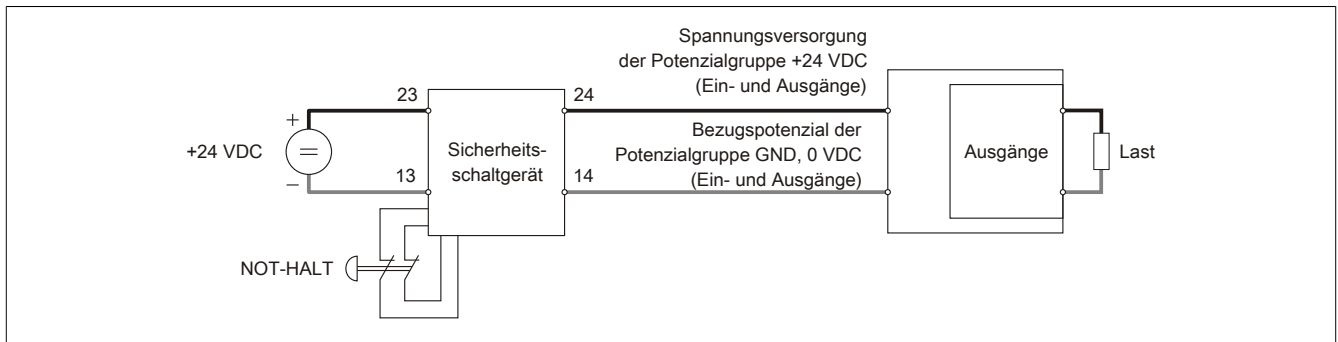 Spannungsversorgung
der Potenzialgruppe +24 VDC
(Ein- und Ausgänge)
23
24
+
+24 VDC
=
−
Sicherheits-
schaltgerät
13
14
Bezugspotenzial der
Potenzialgruppe GND, 0 VDC
(Ein- und Ausgänge)
Ausgänge
Last
NOT-HALT